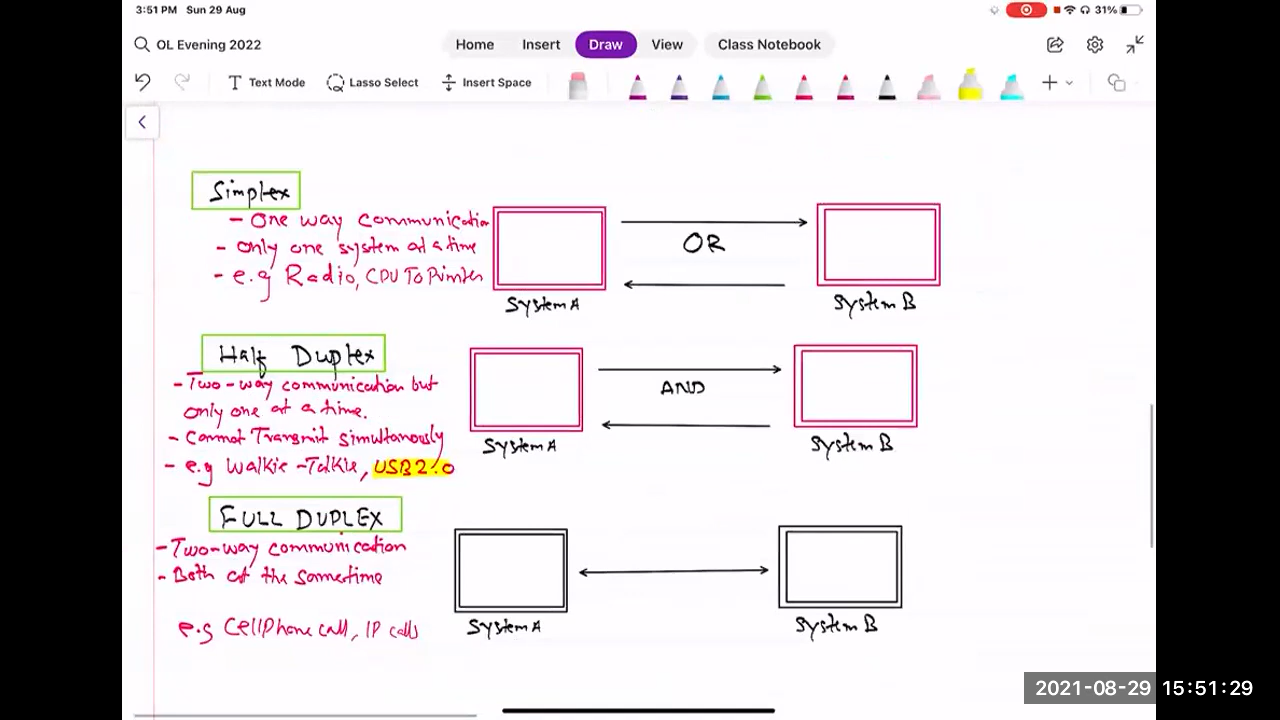 3:51 PM Sun 29 Aug
31%
OL Evening 2022
Home Insert Draw View Class Notebook
Text Mode Lasso Select Insert Space
Simplex
- One way communication
- only one system at a time
- e.g Radio, CPU To Printer
OR
System A
System B
Half Duplex
- Two-way communication but
only one at a time.
- Cannot Transmit simultanously
- e.g Walkie-Talkie, USB 2.0
AND
System A
System B
FULL DUPLEX
- Two-way communication
- Both at the same time
e.g Cellphone call, IP calls
System A
System B
2021-08-29 15:51:29